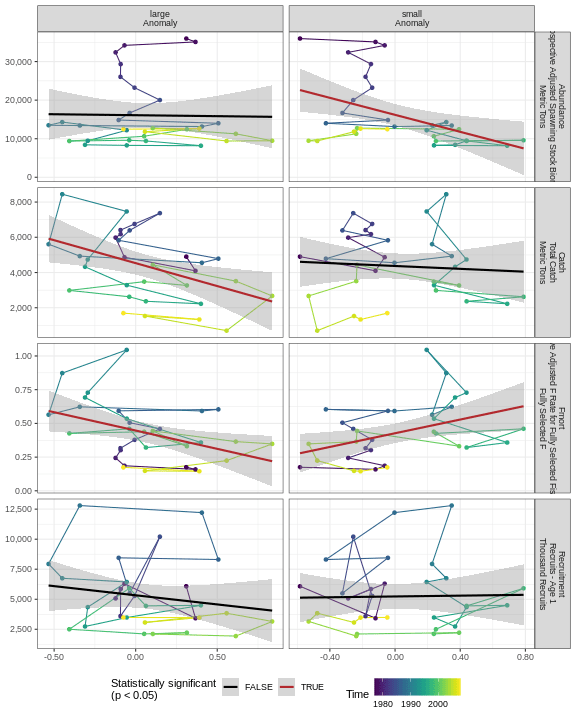 large
Anomaly
small
Anomaly
30,000
20,000
10,000
0
Abundance
Adjusted Spawning Stock
Metric Tons
8,000
6,000
4,000
2,000
Catch
Total Catch
Metric Tons
1.00
0.75
0.50
0.25
0.00
Fmort
Adjusted F Rate for Fully Selected
Fully Selected F
12,500
10,000
7,500
5,000
2,500
Recruitment
Recruits - Age 1
Thousand Recruits
-0.50 0.00 0.50
-0.40 0.00 0.40 0.80
Statistically significant
(p < 0.05)
FALSE
TRUE
Time
1980 1990 2000